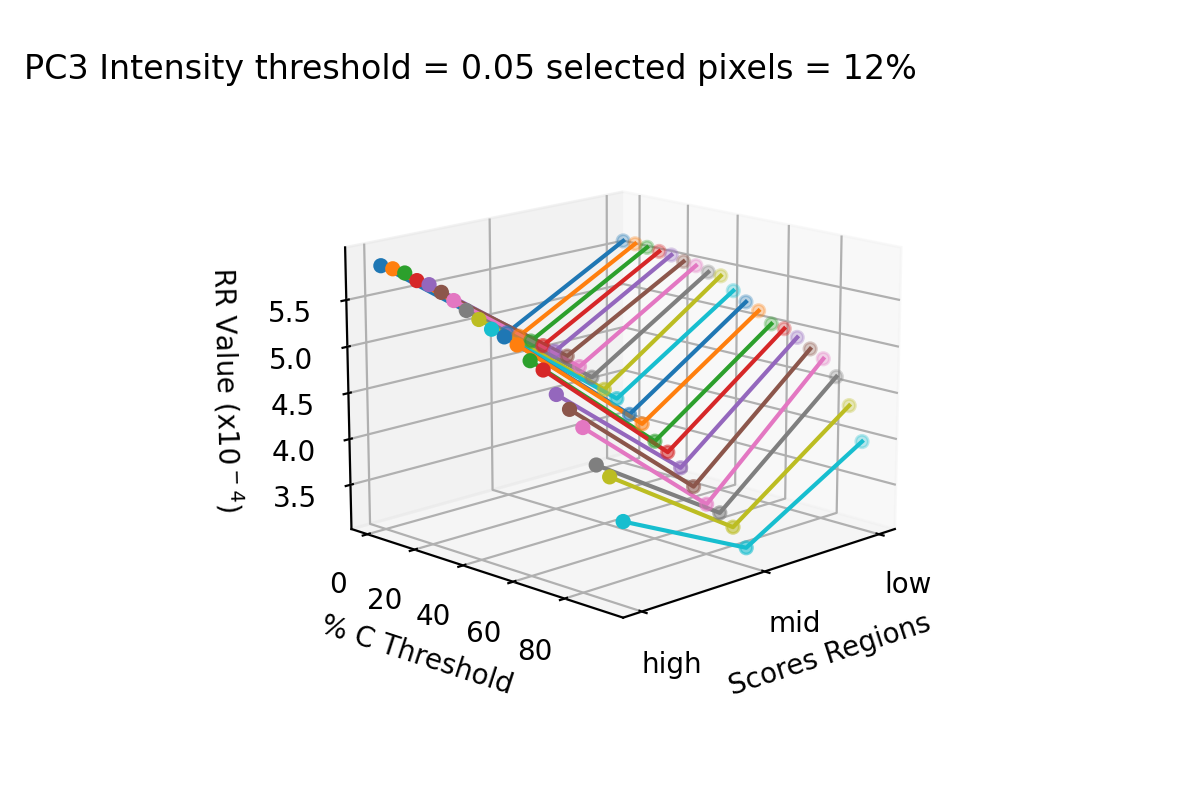 PC3 Intensity threshold = 0.05 selected pixels = 12%
RR Value (x10⁻⁴)
5.5
5.0
4.5
4.0
3.5
0
20
40
60
80
% C Threshold
high
mid
low
Scores Regions